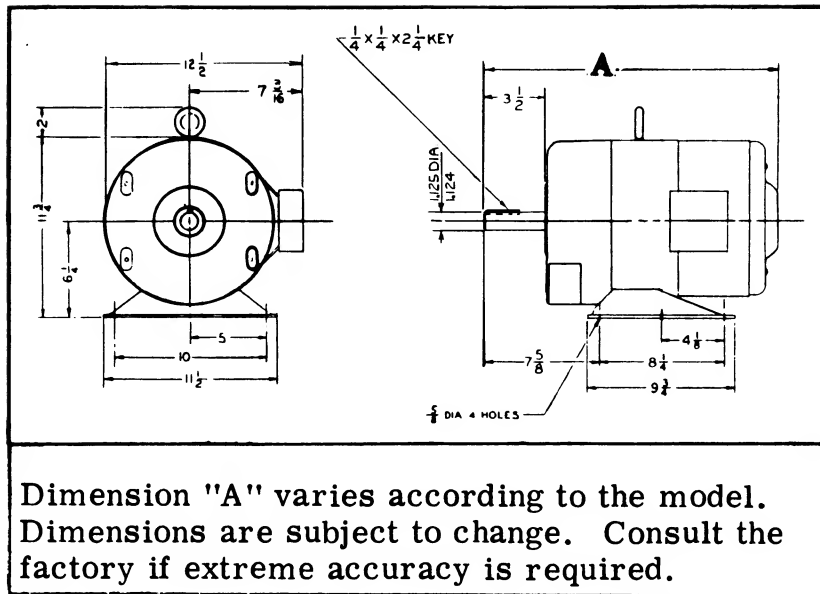 1/4 X 1/4 X 2 1/4 KEY
12 1/2
A
7 3/16
3 1/2
2
1.125 DIA
1.124
11 3/4
6 1/4
5
4 1/8
10
7 5/8
8 1/4
11 1/2
9 3/4
DIA 4 HOLES
Dimension "A" varies according to the model.
Dimensions are subject to change. Consult the
factory if extreme accuracy is required.